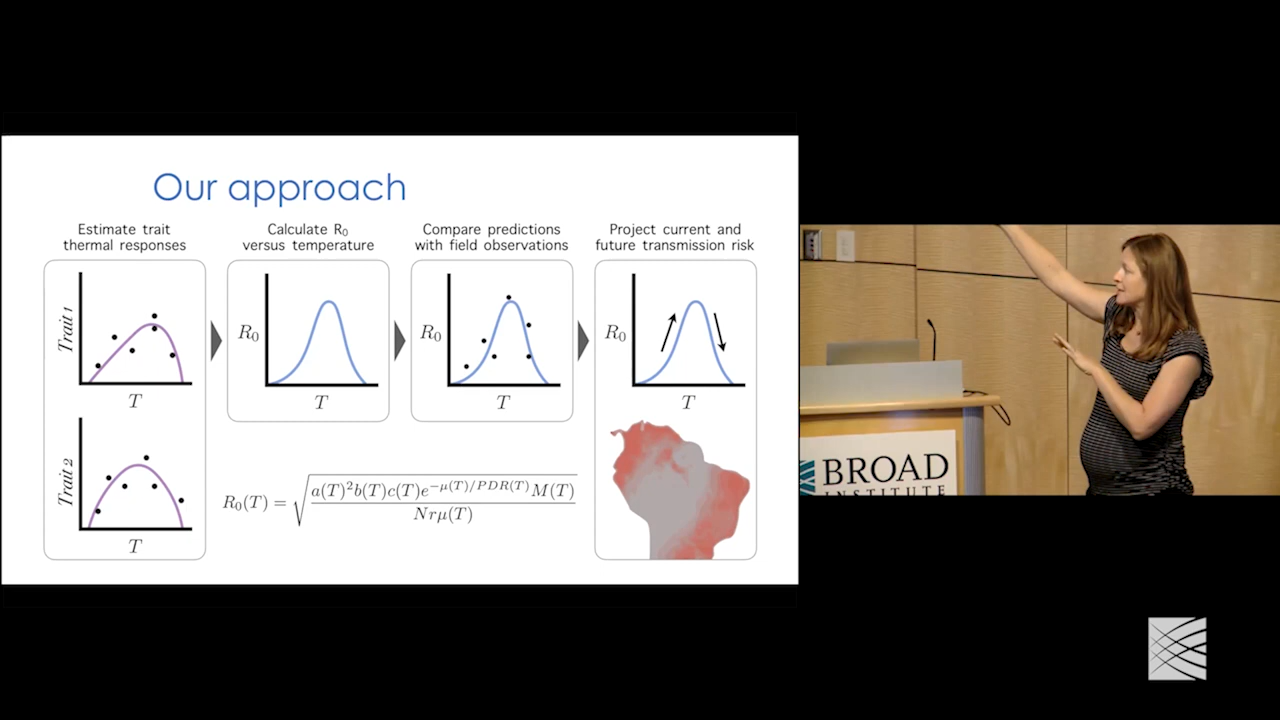 Our approach
Estimate trait
thermal responses
Calculate R₀
versus temperature
Compare predictions
with field observations
Project current and
future transmission risk
Trait 1
T
R₀
T
R₀
T
R₀
T
Trait 2
T
R₀(T) = √(a(T)²b(T)c(T)e^(−μ(T)/PDR(T))M(T) / Nrμ(T))
BROAD
INSTITUTE